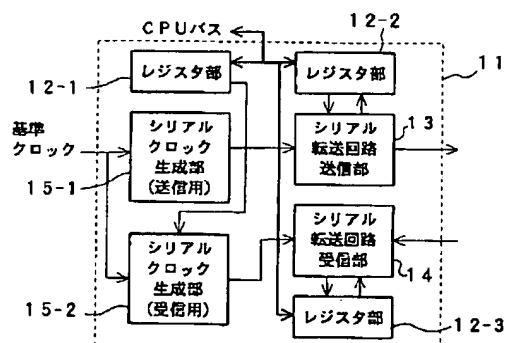 CPUバス
12-2
11
12-1
レジスタ部
レジスタ部
基準
クロック
シリアル
クロック
生成部
(送信用)
15-1
シリアル
転送回路
送信部
13
シリアル
クロック
生成部
(受信用)
15-2
シリアル
転送回路
受信部
14
レジスタ部
12-3